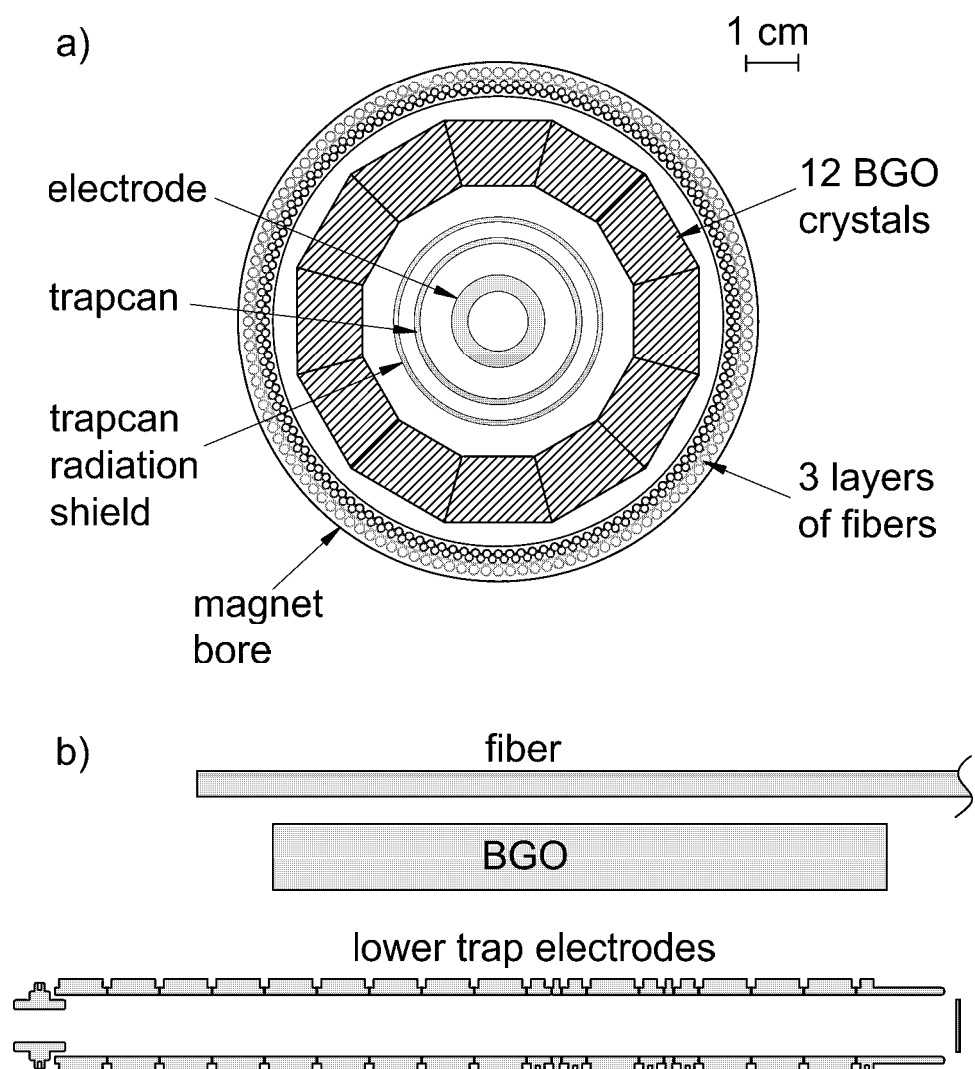 a)
1 cm
electrode
12 BGO
crystals
trapcan
trapcan
radiation
shield
3 layers
of fibers
magnet
bore
b)
fiber
BGO
lower trap electrodes